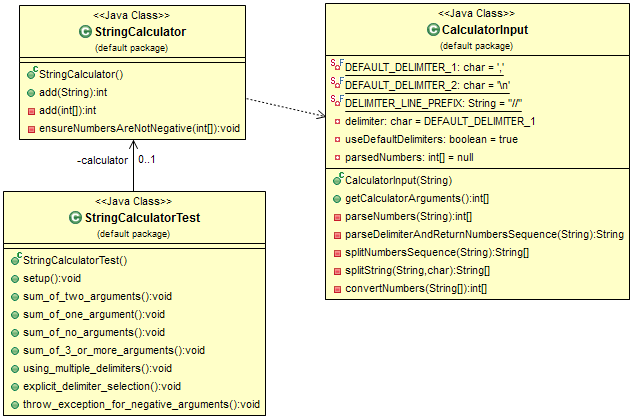 <<Java Class>>
StringCalculator
(default package)
StringCalculator()
add(String):int
add(int[]):int
ensureNumbersAreNotNegative(int[]):void
<<Java Class>>
CalculatorInput
(default package)
DEFAULT_DELIMITER_1: char = ','
DEFAULT_DELIMITER_2: char = '\n'
DELIMITER_LINE_PREFIX: String = "//"
delimiter: char = DEFAULT_DELIMITER_1
useDefaultDelimiters: boolean = true
parsedNumbers: int[] = null
CalculatorInput(String)
getCalculatorArguments():int[]
parseNumbers(String):int[]
parseDelimiterAndReturnNumbersSequence(String):String
splitNumbersSequence(String):String[]
splitString(String,char):String[]
convertNumbers(String[]):int[]
-calculator 0..1
<<Java Class>>
StringCalculatorTest
(default package)
StringCalculatorTest()
setup():void
sum_of_two_arguments():void
sum_of_one_argument():void
sum_of_no_arguments():void
sum_of_3_or_more_arguments():void
using_multiple_delimiters():void
explicit_delimiter_selection():void
throw_exception_for_negative_arguments():void